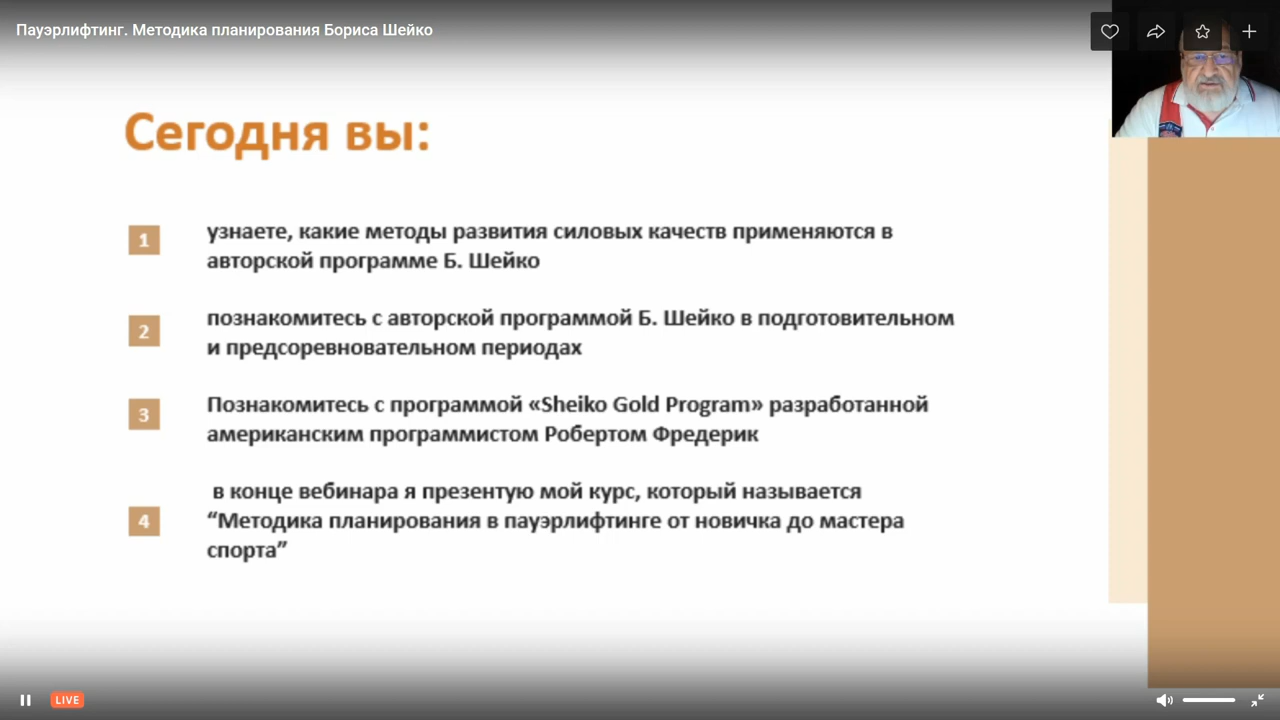 Пауэрлифтинг. Методика планирования Бориса Шейко
Сегодня вы:
1
узнаете, какие методы развития силовых качеств применяются в
авторской программе Б. Шейко
2
познакомитесь с авторской программой Б. Шейко в подготовительном
и предсоревновательном периодах
3
Познакомитесь с программой «Sheiko Gold Program» разработанной
американским программистом Робертом Фредерик
4
в конце вебинара я презентую мой курс, который называется
“Методика планирования в пауэрлифтинге от новичка до мастера
спорта”
LIVE